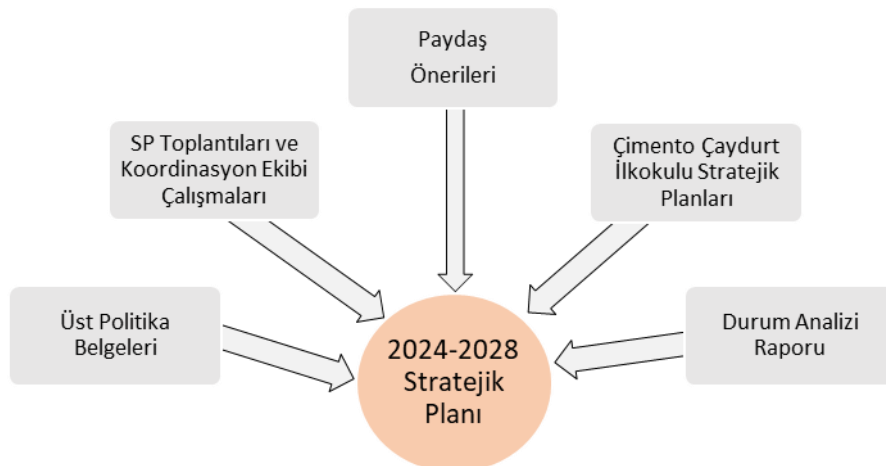 Paydaş
Önerileri
SP Toplantıları ve
Koordinasyon Ekibi
Çalışmaları
Çimento Çaydurt
İlkokulu Stratejik
Planları
Üst Politika
Belgeleri
Durum Analizi
Raporu
2024-2028
Stratejik
Planı